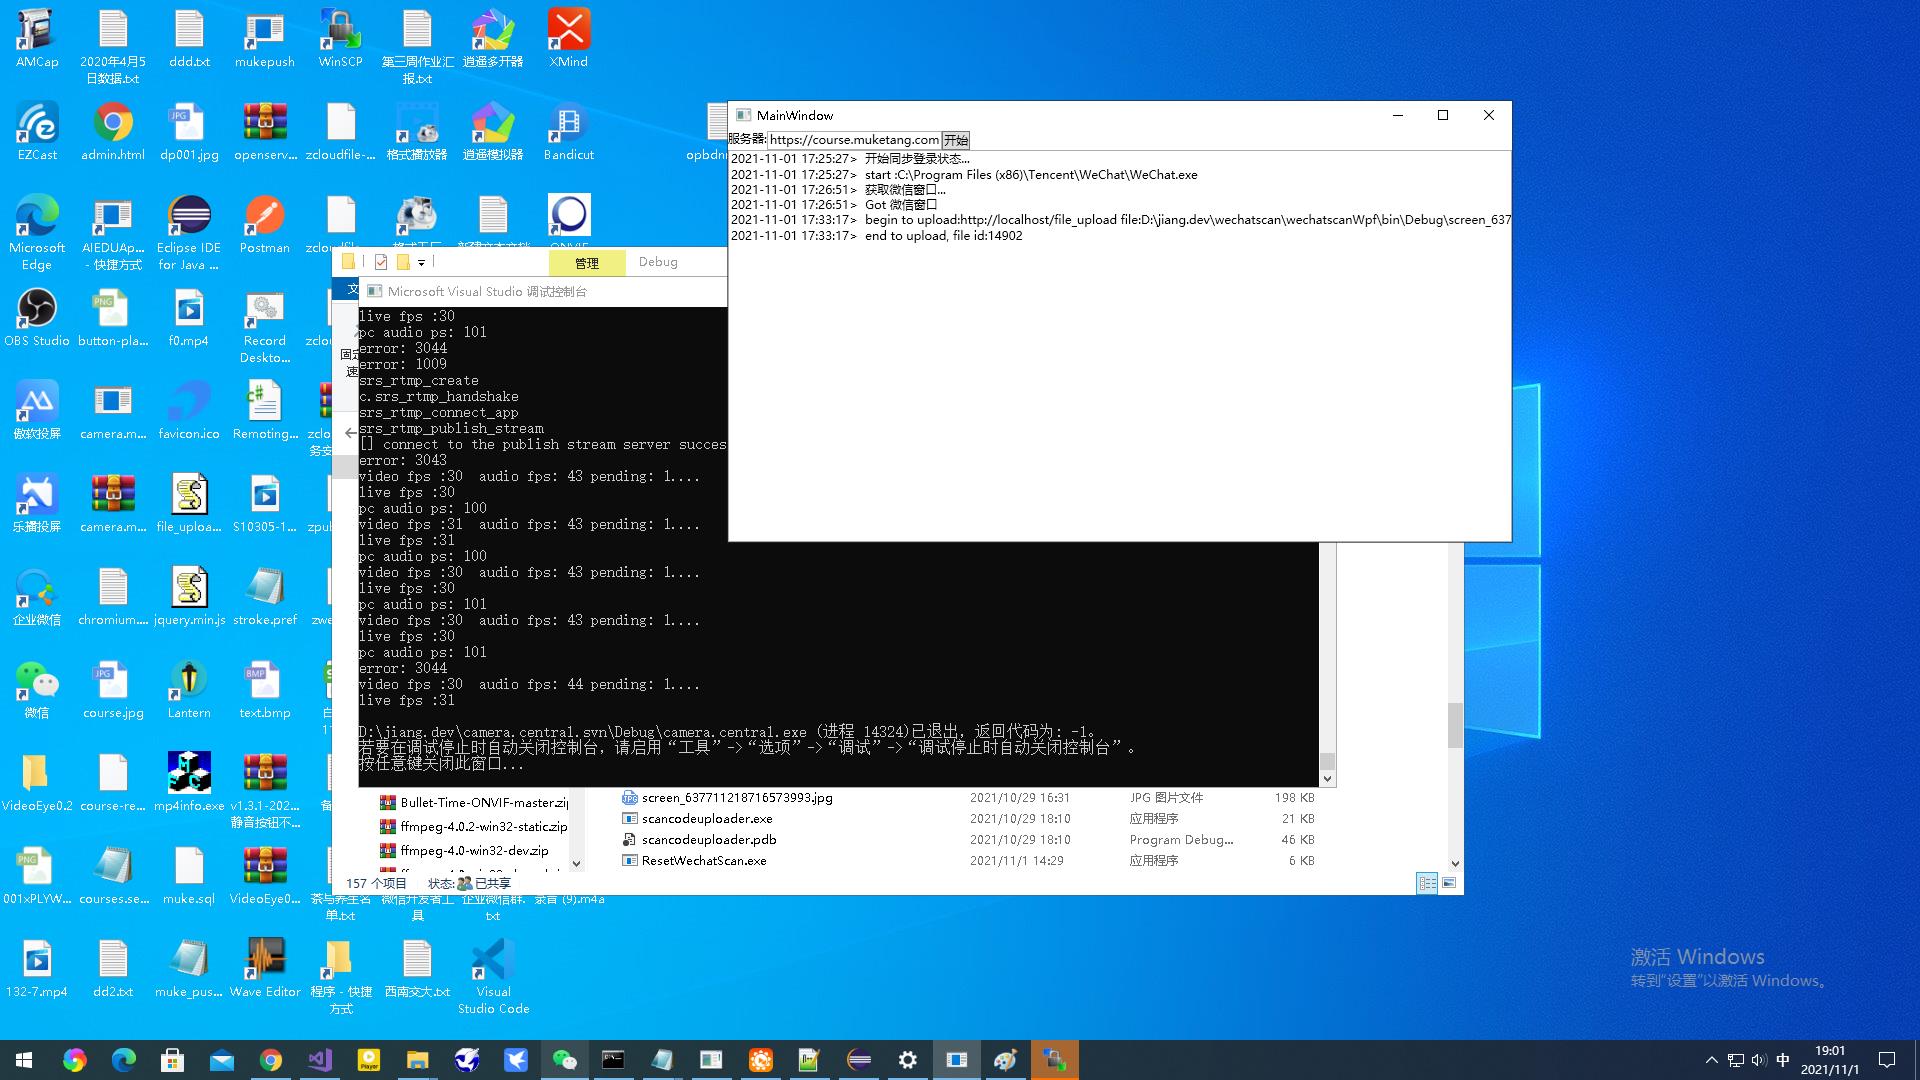 AMCap
2020年4月5日数据.txt
ddd.txt
mukepush
WinSCP
第三周作业汇报.txt
逍遥多开器
XMind
EZCast
admin.html
dp001.jpg
openserv...
zcloudfile-...
格式播放器
逍遥模拟器
Bandicut
Microsoft Edge
AIEDUAp... - 快捷方式
Eclipse IDE for Java ...
Postman
ONVIF
OBS Studio
button-pla...
f0.mp4
Record Deskto...
傲软投屏
camera.m...
favicon.ico
Remoting...
乐播投屏
camera.m...
file_uploa...
S10305-1...
企业微信
chromium....
jquery.min.js
stroke.pref
微信
course.jpg
Lantern
text.bmp
VideoEye0.2
course-re...
mp4info.exe
v1.3.1-202... 静音按钮不...
001xPLYW...
courses.se...
muke.sql
VideoEye0...
茶与养生名单.txt
微信开发者工具
企业微信群.txt
录音 (9).m4a
132-7.mp4
dd2.txt
muke_pus...
Wave Editor
程序 - 快捷方式
西南交大.txt
Visual Studio Code
MainWindow
服务器:https://course.muketang.com 开始
2021-11-01 17:25:27> 开始同步登录状态...
2021-11-01 17:25:27> start :C:\Program Files (x86)\Tencent\WeChat\WeChat.exe
2021-11-01 17:26:51> 获取微信窗口...
2021-11-01 17:26:51> Got 微信窗口
2021-11-01 17:33:17> begin to upload:http://localhost/file_upload file:D:\jiang.dev\wechatscan\wechatscanWpf\bin\Debug\screen_637
2021-11-01 17:33:17> end to upload, file id:14902
管理
Debug
Microsoft Visual Studio 调试控制台
live fps :30
pc audio ps: 101
error: 3044
error: 1009
srs_rtmp_create
c.srs_rtmp_handshake
srs_rtmp_connect_app
srs_rtmp_publish_stream
[] connect to the publish stream server succes
error: 3043
video fps :30  audio fps: 43 pending: 1....
live fps :30
pc audio ps: 100
video fps :31  audio fps: 43 pending: 1....
live fps :31
pc audio ps: 100
video fps :30  audio fps: 43 pending: 1....
live fps :30
pc audio ps: 101
video fps :30  audio fps: 43 pending: 1....
live fps :30
pc audio ps: 101
error: 3044
video fps :30  audio fps: 44 pending: 1....
live fps :31
D:\jiang.dev\camera.central.svn\Debug\camera.central.exe (进程 14324)已退出，返回代码为: -1。
若要在调试停止时自动关闭控制台，请启用“工具”->“选项”->“调试”->“调试停止时自动关闭控制台”。
按任意键关闭此窗口...
Bullet-Time-ONVIF-master.zi
ffmpeg-4.0.2-win32-static.zip
ffmpeg-4.0-win32-dev.zip
screen_637711218716573993.jpg 2021/10/29 16:31 JPG 图片文件 198 KB
scancodeuploader.exe 2021/10/29 18:10 应用程序 21 KB
scancodeuploader.pdb 2021/10/29 18:10 Program Debug... 46 KB
ResetWechatScan.exe 2021/11/1 14:29 应用程序 6 KB
157 个项目 状态: 已共享
激活 Windows
转到“设置”以激活 Windows。
中
19:01
2021/11/1